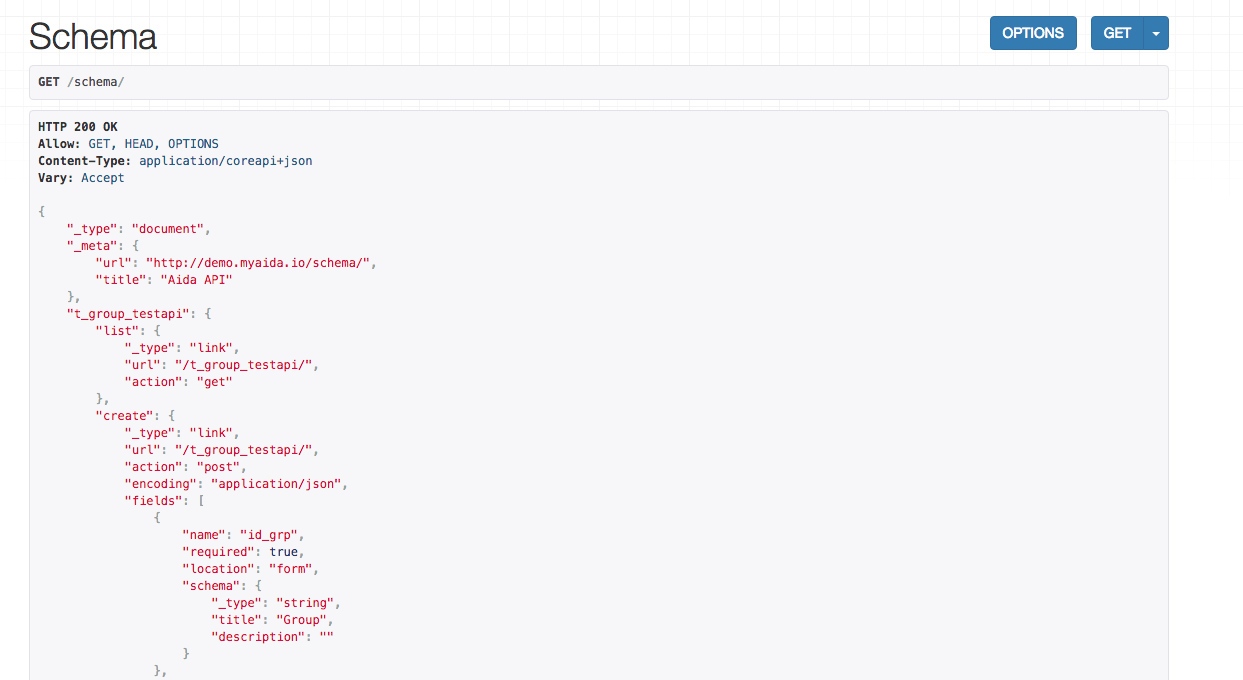 Schema
OPTIONS
GET
GET /schema/
HTTP 200 OK
Allow: GET, HEAD, OPTIONS
Content-Type: application/coreapi+json
Vary: Accept
{
    "_type": "document",
    "_meta": {
        "url": "http://demo.myaida.io/schema/",
        "title": "Aida API"
    },
    "t_group_testapi": {
        "list": {
            "_type": "link",
            "url": "/t_group_testapi/",
            "action": "get"
        },
        "create": {
            "_type": "link",
            "url": "/t_group_testapi/",
            "action": "post",
            "encoding": "application/json",
            "fields": [
                {
                    "name": "id_grp",
                    "required": true,
                    "location": "form",
                    "schema": {
                        "_type": "string",
                        "title": "Group",
                        "description": ""
                    }
                },